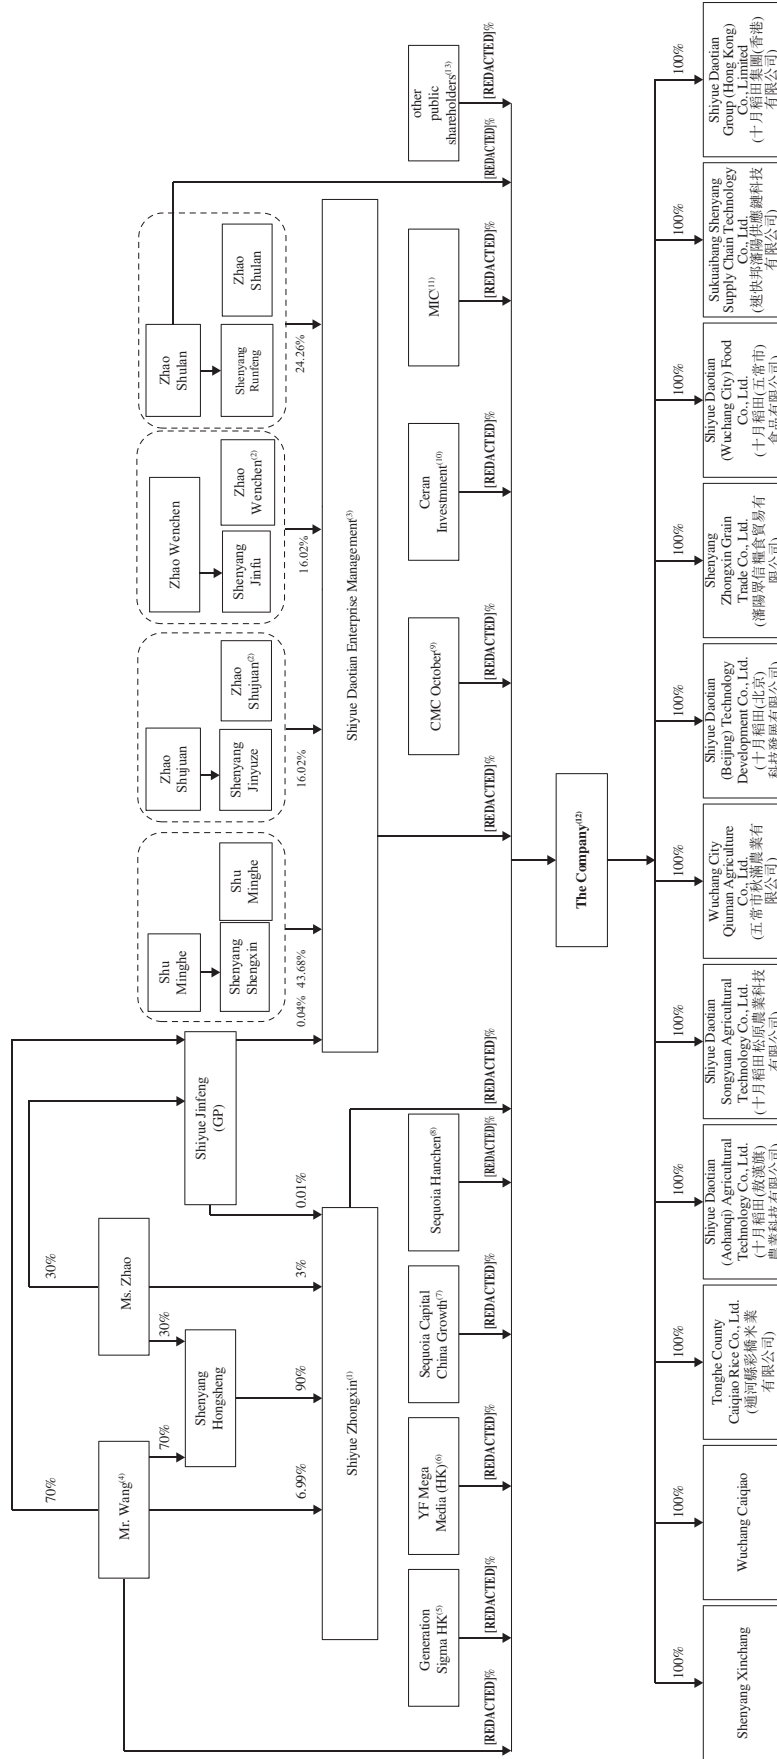 70%
30%
Mr. Wang(4)
Ms. Zhao
70%
30%
Shenyang
Hongsheng
Shiyue Jinfeng
(GP)
6.99%
90%
3%
0.01%
Shiyue Zhongxin(1)
Shu
Minghe
Shenyang
Shengxin
Shu
Minghe
Zhao
Shujuan
Shenyang
Jinyuze
Zhao
Shujuan(2)
Zhao Wenchen
Shenyang
Jinfu
Zhao
Wenchen(2)
Zhao
Shulan
Shenyang
Runfeng
Zhao
Shulan
0.04%
43.68%
16.02%
16.02%
24.26%
Shiyue Daotian Enterprise Management(3)
Generation
Sigma HK(5)
YF Mega
Media (HK)(6)
Sequoia Capital
China Growth(7)
Sequoia Hanchen(8)
CMC October(9)
Ceran
Investmnent(10)
MIC(11)
other
public
shareholders(13)
[REDACTED]%
[REDACTED]%
[REDACTED]%
[REDACTED]%
[REDACTED]%
[REDACTED]%
[REDACTED]%
[REDACTED]%
[REDACTED]%
[REDACTED]%
[REDACTED]%
[REDACTED]%
The Company(12)
100%
100%
100%
100%
100%
100%
100%
100%
100%
100%
100%
Shenyang Xinchang
Wuchang Caiqiao
Tonghe County
Caiqiao Rice Co., Ltd.
(通河縣彩橋米業
有限公司)
Shiyue Daotian
(Aohanqi) Agricultural
Technology Co., Ltd.
(十月稻田(敖漢旗)
農業科技有限公司)
Shiyue Daotian
Songyuan Agricultural
Technology Co., Ltd.
(十月稻田松原農業科技
有限公司)
Wuchang City
Qiuman Agriculture
Co., Ltd.
(五常市秋滿農業有
限公司)
Shiyue Daotian
(Beijing) Technology
Development Co., Ltd.
(十月稻田(北京)
科技發展有限公司)
Shenyang
Zhongxin Grain
Trade Co., Ltd.
(瀋陽眾信糧食貿易有
限公司)
Shiyue Daotian
(Wuchang City) Food
Co., Ltd.
(十月稻田(五常市)
食品有限公司)
Sukuaibang Shenyang
Supply Chain Technology
Co., Ltd.
(速快邦瀋陽供應鏈科技
有限公司)
Shiyue Daotian
Group (Hong Kong)
Co., Limited
(十月稻田集團(香港)
有限公司)